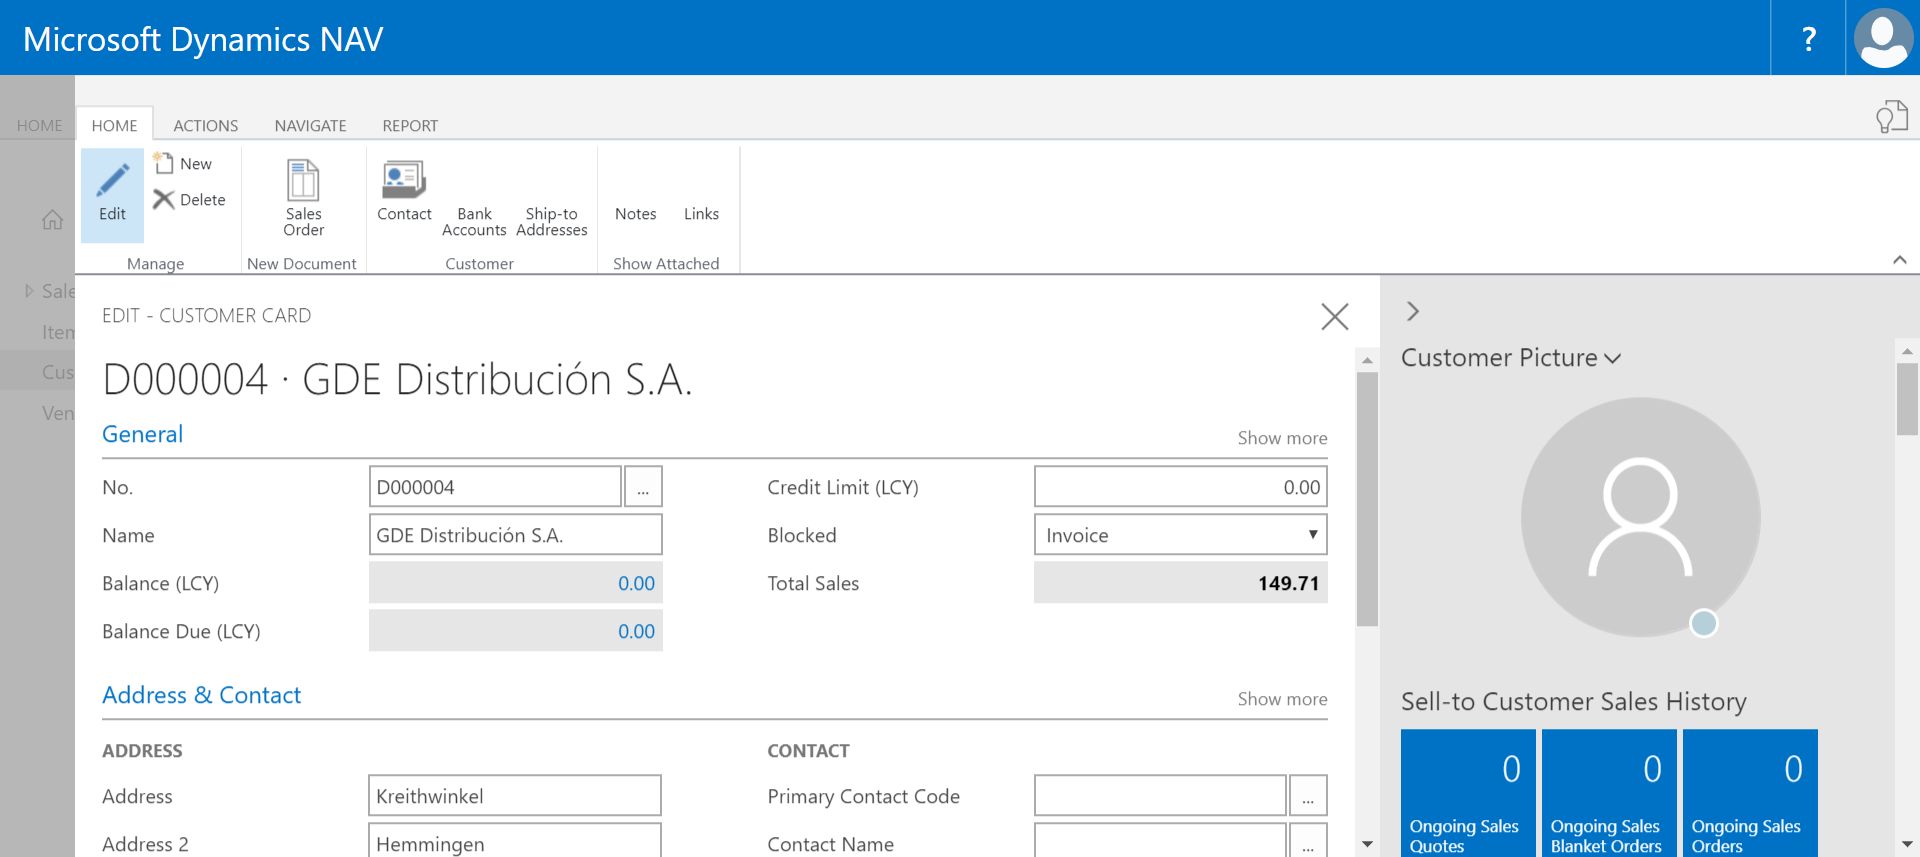 Microsoft Dynamics NAV
?
HOME
HOME
ACTIONS
NAVIGATE
REPORT
Edit
New
Delete
Manage
Sales
Order
New Document
Contact
Bank
Accounts
Ship-to
Addresses
Customer
Notes
Links
Show Attached
Sale
Item
Cus
Ven
EDIT - CUSTOMER CARD
D000004 · GDE Distribución S.A.
General
Show more
No.
D000004
...
Name
GDE Distribución S.A.
Balance (LCY)
0.00
Balance Due (LCY)
0.00
Credit Limit (LCY)
0.00
Blocked
Invoice
Total Sales
149.71
Address & Contact
Show more
ADDRESS
Address
Kreithwinkel
Address 2
Hemmingen
CONTACT
Primary Contact Code
...
Contact Name
...
Customer Picture
Sell-to Customer Sales History
0
Ongoing Sales
Quotes
0
Ongoing Sales
Blanket Orders
0
Ongoing Sales
Orders